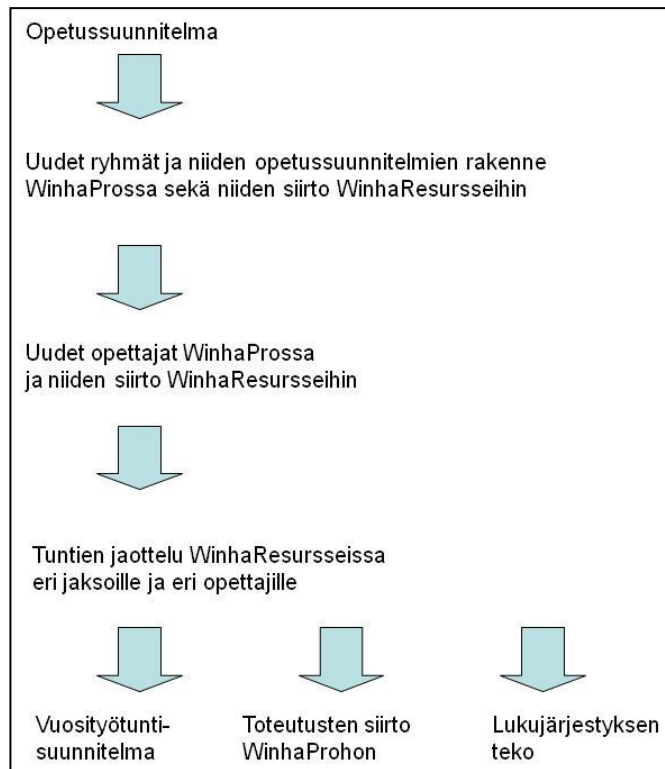 Opetussuunnitelma
Uudet ryhmät ja niiden opetussuunnitelmien rakenne
WinhaProssa sekä niiden siirto WinhaResursseihin
Uudet opettajat WinhaProssa
ja niiden siirto WinhaResursseihin
Tuntien jaottelu WinhaResursseissa
eri jaksoille ja eri opettajille
Vuosityötunti-
suunnitelma
Toteutusten siirto
WinhaProhon
Lukujärjestyksen
teko